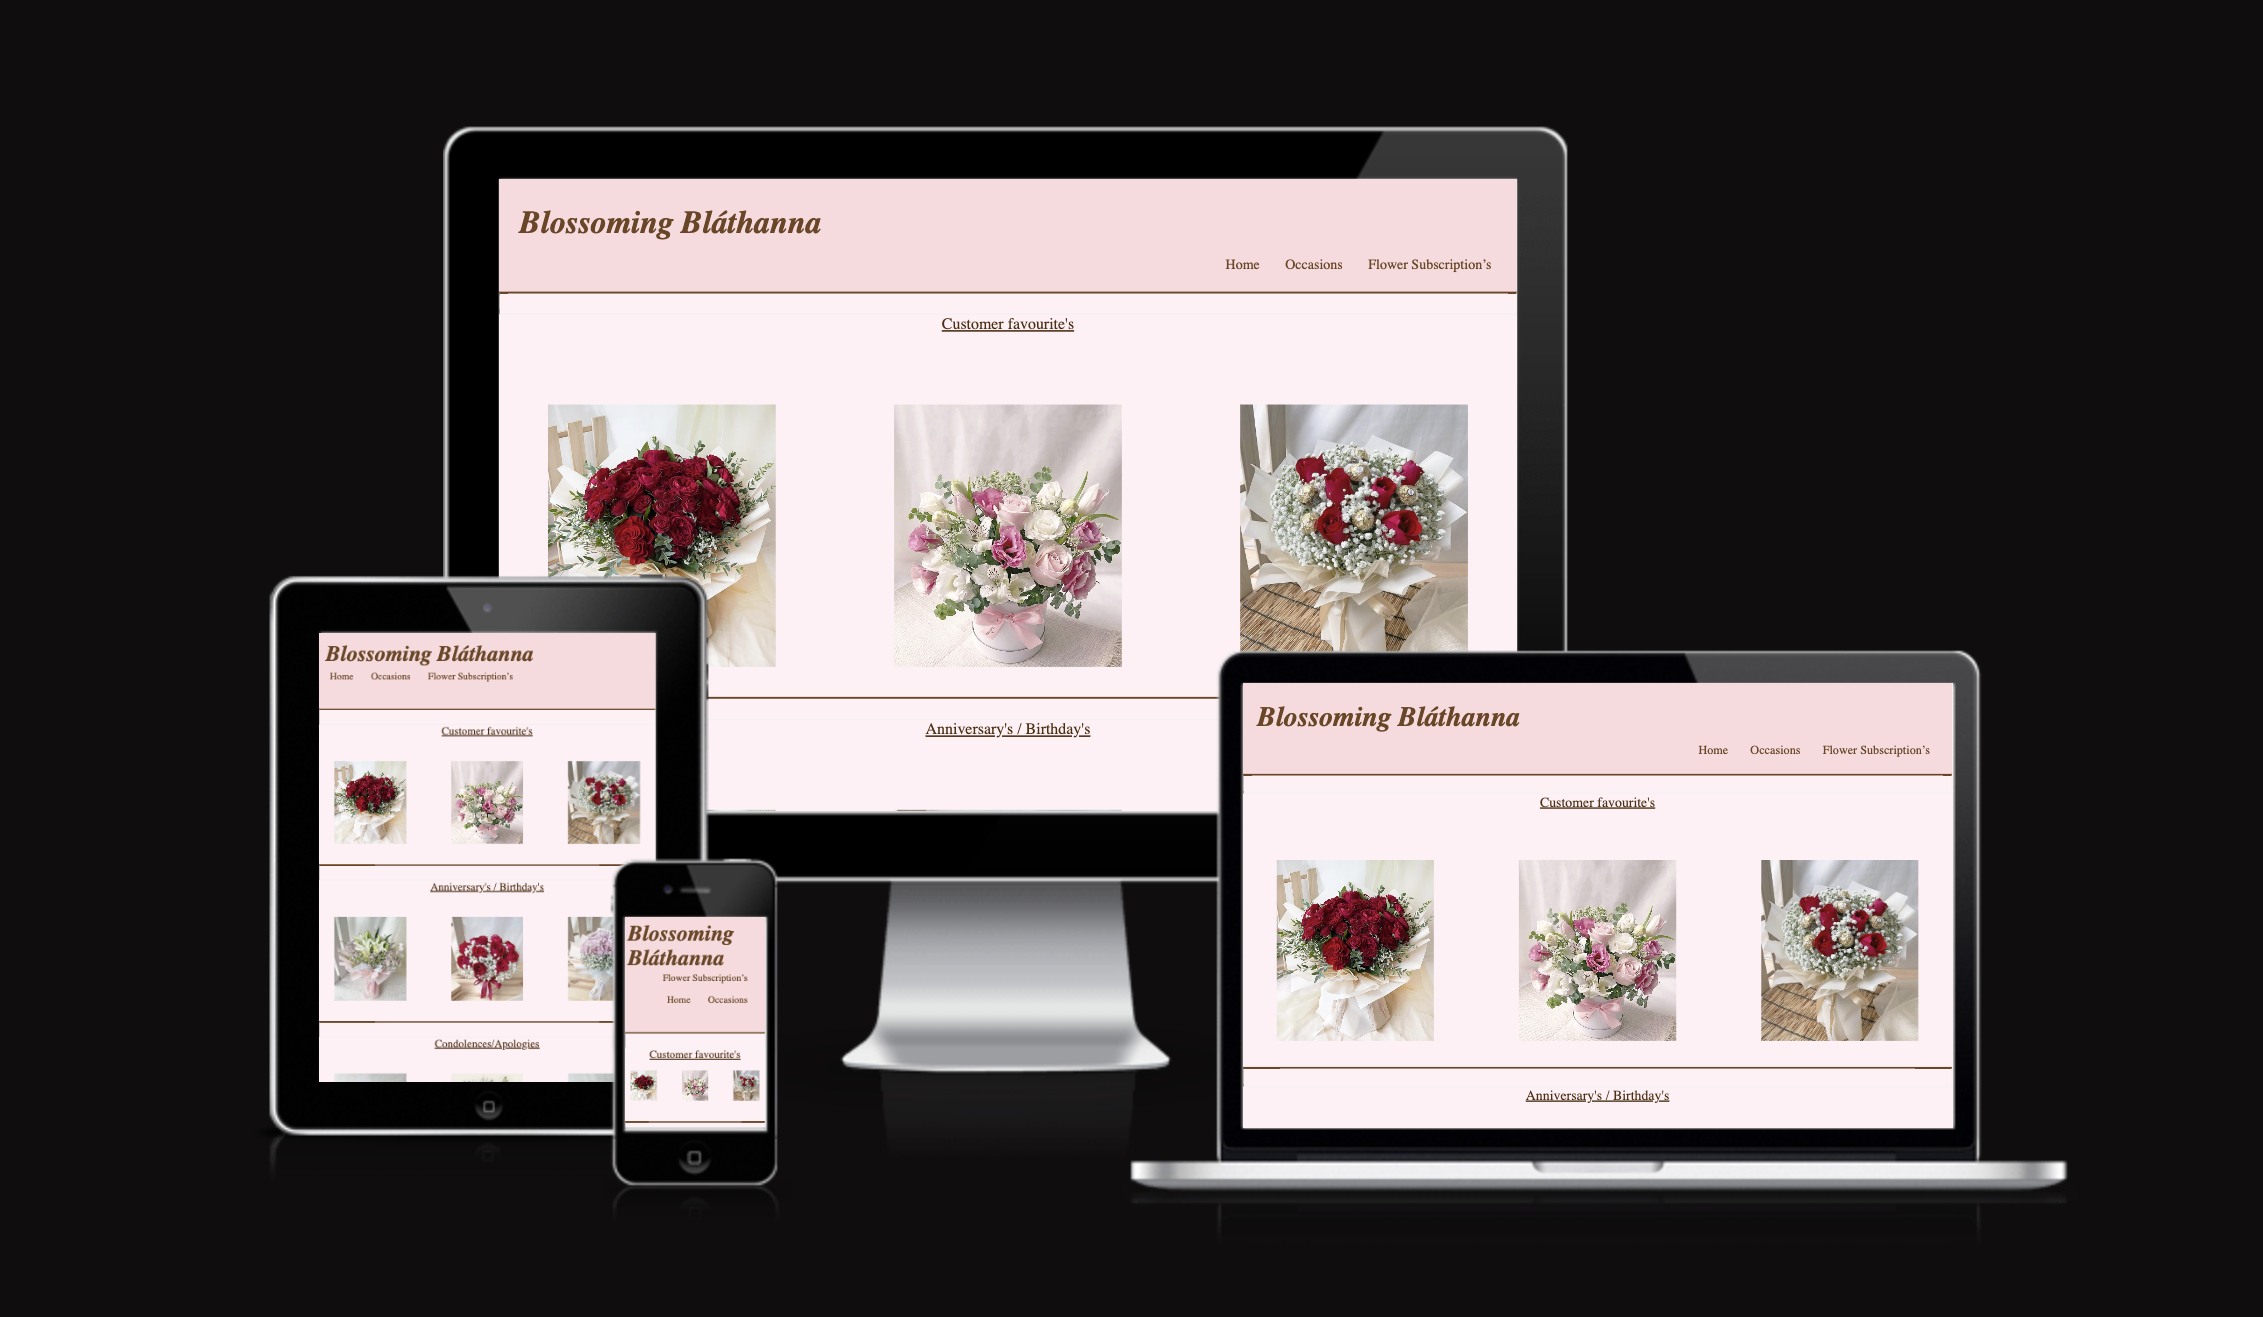 Blossoming Bláthanna
Home Occasions Flower Subscription’s
Customer favourite's
Anniversary's / Birthday's
Blossoming Bláthanna
Home Occasions Flower Subscription’s
Customer favourite's
Anniversary's / Birthday's
Condolences/Apologies
Blossoming
Bláthanna
Flower Subscription’s
Home Occasions
Customer favourite's
Blossoming Bláthanna
Home Occasions Flower Subscription’s
Customer favourite's
Anniversary's / Birthday's